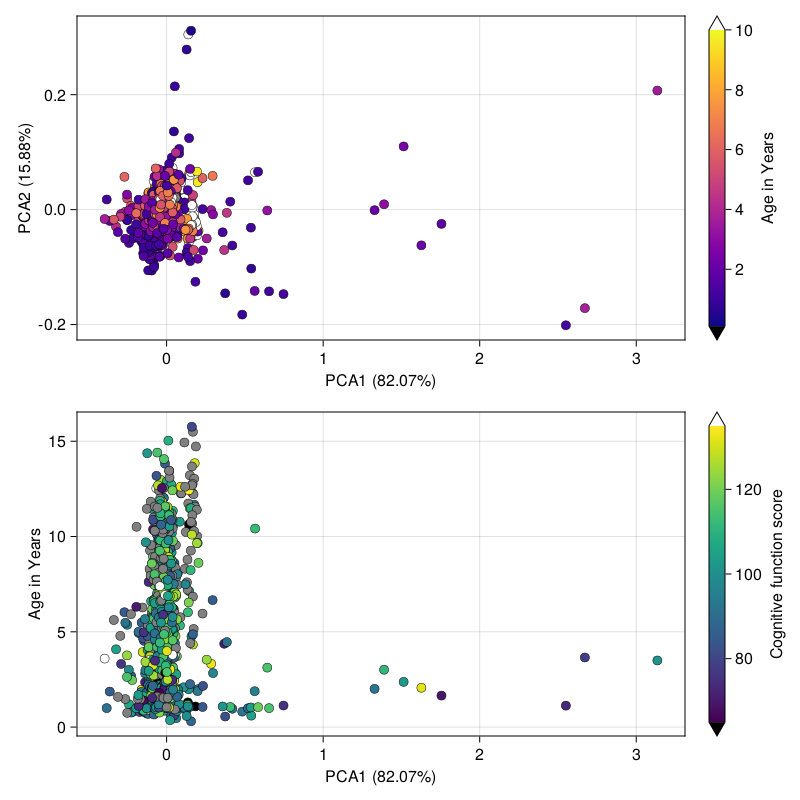 0.2
0.0
-0.2
PCA2 (15.88%)
0 1 2 3
PCA1 (82.07%)
10
8
6
4
2
Age in Years
15
10
5
0
Age in Years
0 1 2 3
PCA1 (82.07%)
120
100
80
Cognitive function score